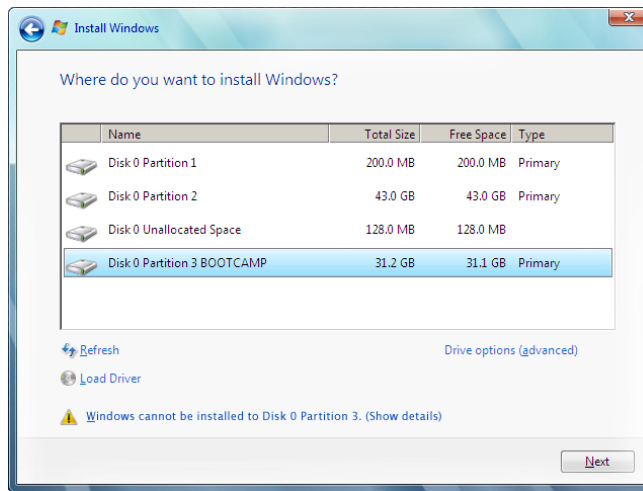 Install Windows
Where do you want to install Windows?
Name Total Size Free Space Type
Disk 0 Partition 1 200.0 MB 200.0 MB Primary
Disk 0 Partition 2 43.0 GB 43.0 GB Primary
Disk 0 Unallocated Space 128.0 MB 128.0 MB
Disk 0 Partition 3 BOOTCAMP 31.2 GB 31.1 GB Primary
Refresh Drive options (advanced)
Load Driver
Windows cannot be installed to Disk 0 Partition 3. (Show details)
Next